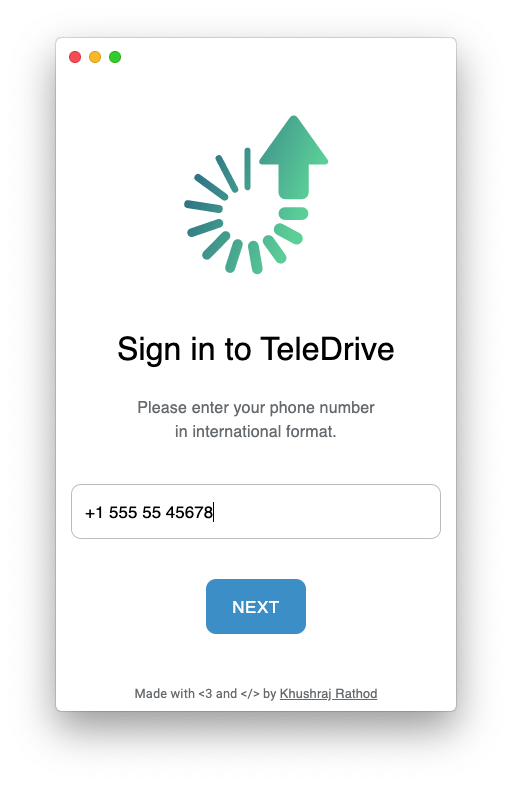 Sign in to TeleDrive
Please enter your phone number
in international format.
+1 555 55 45678
NEXT
Made with <3 and </> by Khushraj Rathod